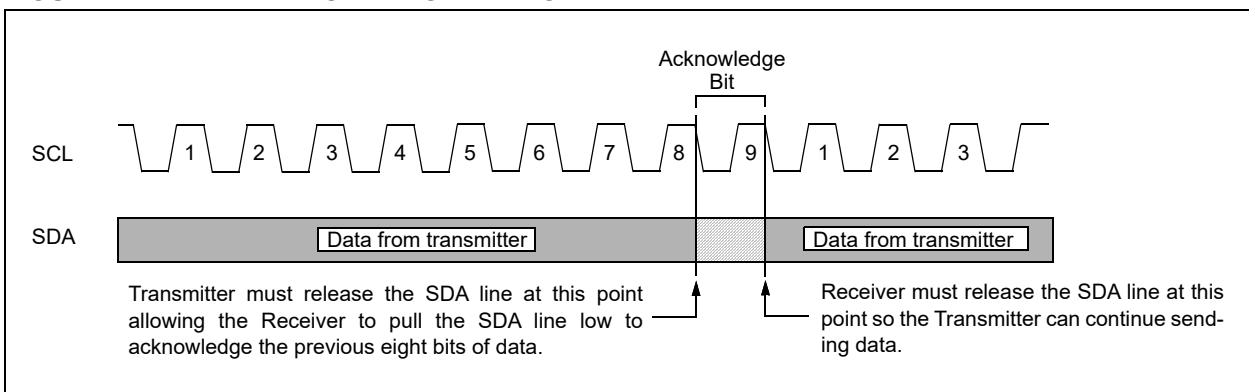 Acknowledge
Bit
SCL
1 2 3 4 5 6 7 8 9 1 2 3
SDA
Data from transmitter
Data from transmitter
Transmitter must release the SDA line at this point
allowing the Receiver to pull the SDA line low to
acknowledge the previous eight bits of data.
Receiver must release the SDA line at this
point so the Transmitter can continue send-
ing data.